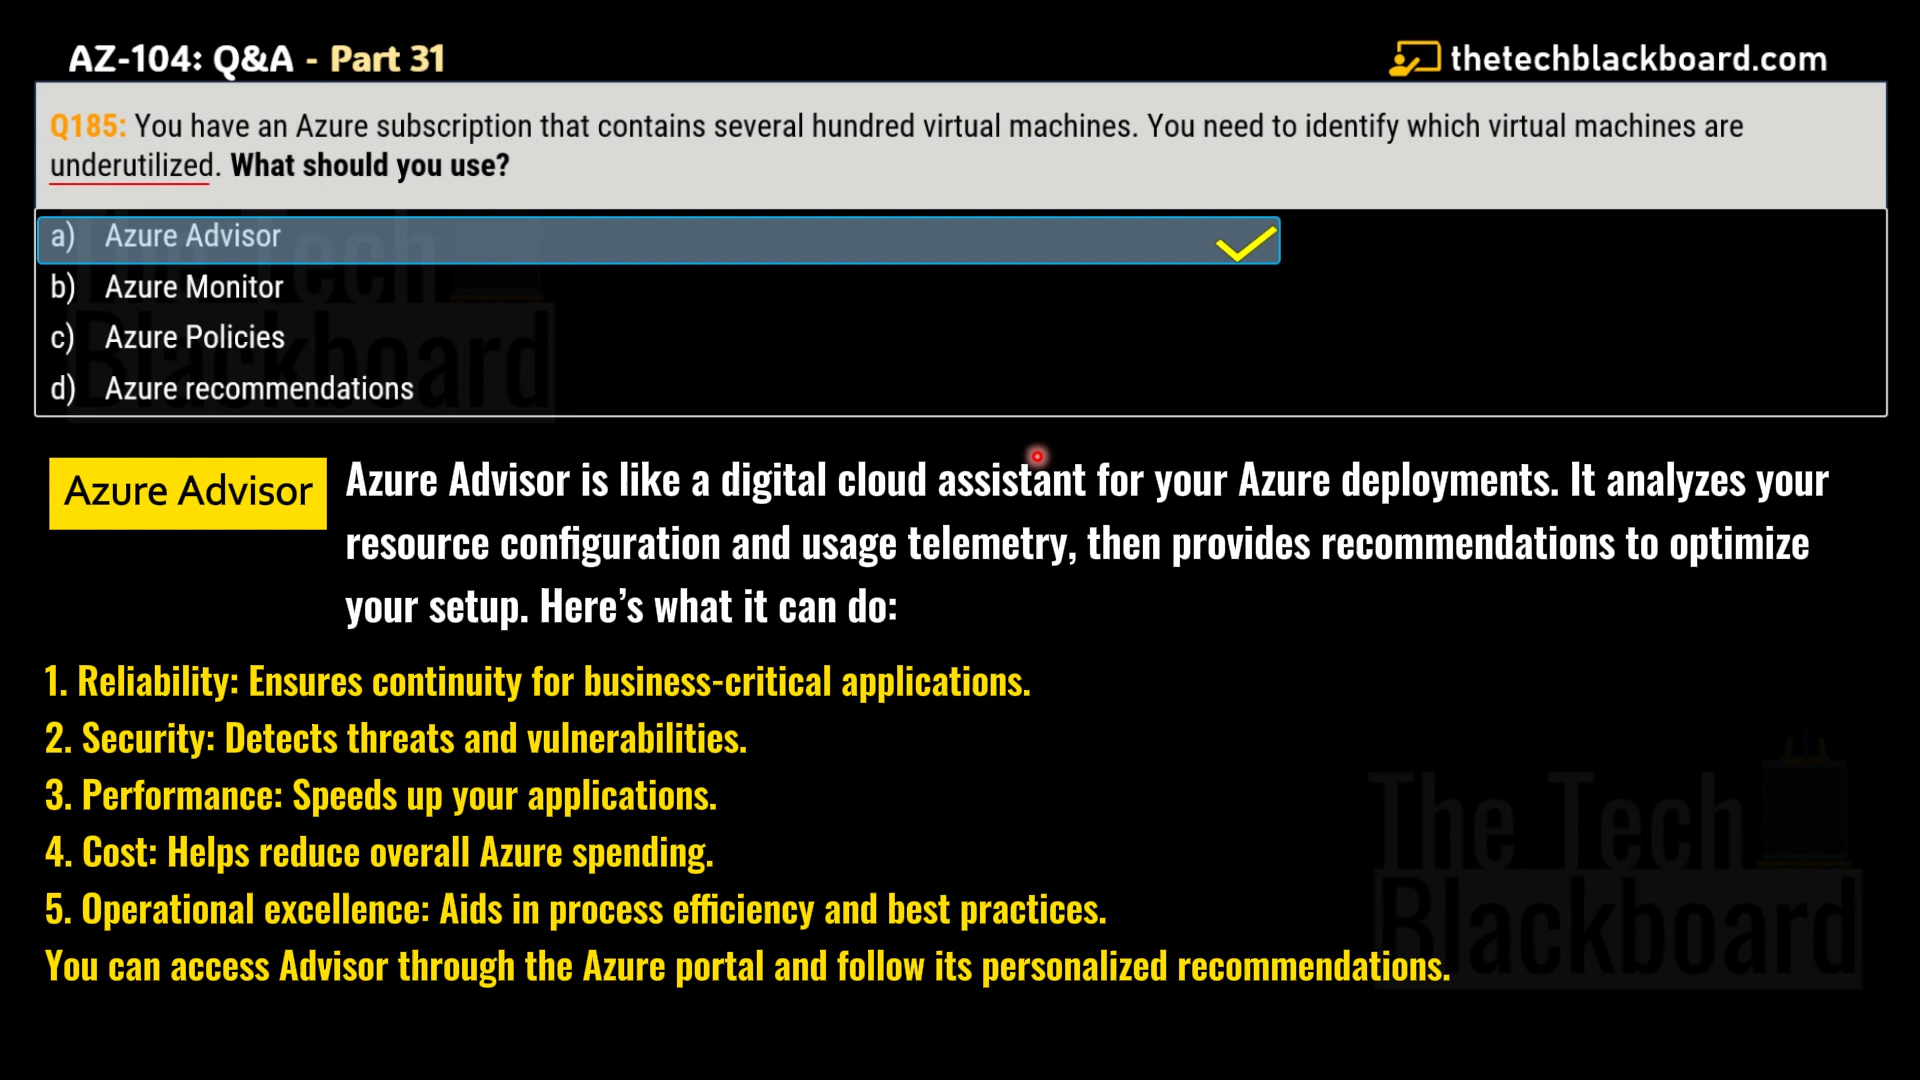 AZ-104: Q&A - Part 31
thetechblackboard.com
Q185: You have an Azure subscription that contains several hundred virtual machines. You need to identify which virtual machines are
underutilized. What should you use?
a) Azure Advisor
b) Azure Monitor
c) Azure Policies
d) Azure recommendations
The Tech
Blackboard
Azure Advisor
Azure Advisor is like a digital cloud assistant for your Azure deployments. It analyzes your
resource configuration and usage telemetry, then provides recommendations to optimize
your setup. Here’s what it can do:
1. Reliability: Ensures continuity for business-critical applications.
2. Security: Detects threats and vulnerabilities.
3. Performance: Speeds up your applications.
4. Cost: Helps reduce overall Azure spending.
5. Operational excellence: Aids in process efficiency and best practices.
You can access Advisor through the Azure portal and follow its personalized recommendations.
The Tech
Blackboard